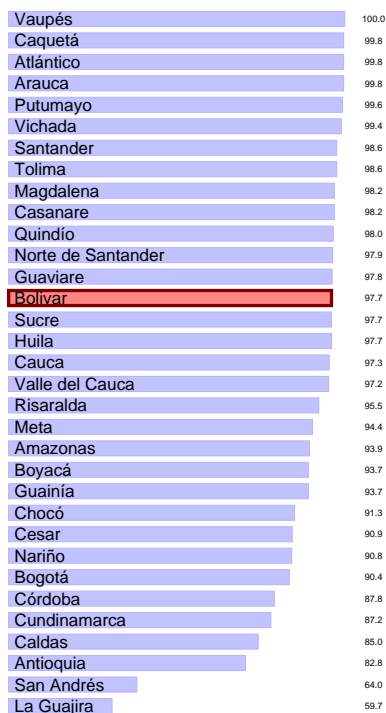 Vaupés 100.0
Caquetá 99.8
Atlántico 99.8
Arauca 99.8
Putumayo 99.6
Vichada 99.4
Santander 98.6
Tolima 98.6
Magdalena 98.2
Casanare 98.2
Quindío 98.0
Norte de Santander 97.9
Guaviare 97.8
Bolivar 97.7
Sucre 97.7
Huila 97.7
Cauca 97.3
Valle del Cauca 97.2
Risaralda 95.5
Meta 94.4
Amazonas 93.9
Boyacá 93.7
Guainía 93.7
Chocó 91.3
Cesar 90.9
Nariño 90.8
Bogotá 90.4
Córdoba 87.8
Cundinamarca 87.2
Caldas 85.0
Antioquia 82.8
San Andrés 64.0
La Guajira 59.7